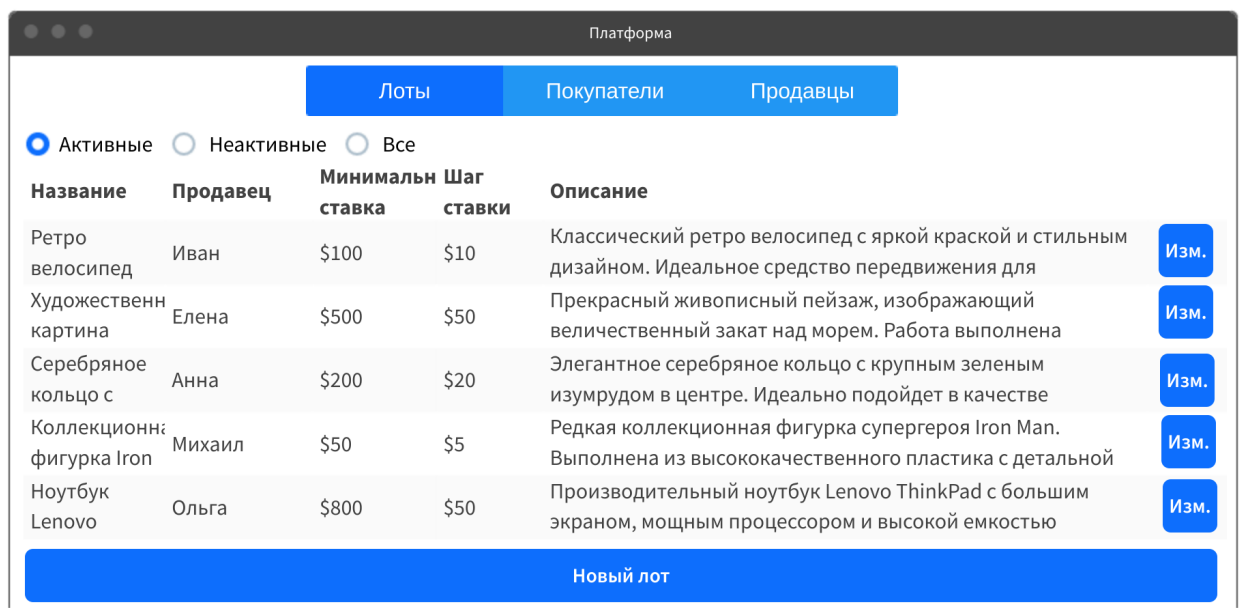 Платформа
Лоты Покупатели Продавцы
Активные Неактивные Все
Название Продавец Минимальн ставка Шаг ставки Описание
Ретро велосипед Иван $100 $10 Классический ретро велосипед с яркой краской и стильным дизайном. Идеальное средство передвижения для Изм.
Художественн картина Елена $500 $50 Прекрасный живописный пейзаж, изображающий величественный закат над морем. Работа выполнена Изм.
Серебряное кольцо с Анна $200 $20 Элегантное серебряное кольцо с крупным зеленым изумрудом в центре. Идеально подойдет в качестве Изм.
Коллекционна фигурка Iron Михаил $50 $5 Редкая коллекционная фигурка супергероя Iron Man. Выполнена из высококачественного пластика с детальной Изм.
Ноутбук Lenovo Ольга $800 $50 Производительный ноутбук Lenovo ThinkPad с большим экраном, мощным процессором и высокой емкостью Изм.
Новый лот